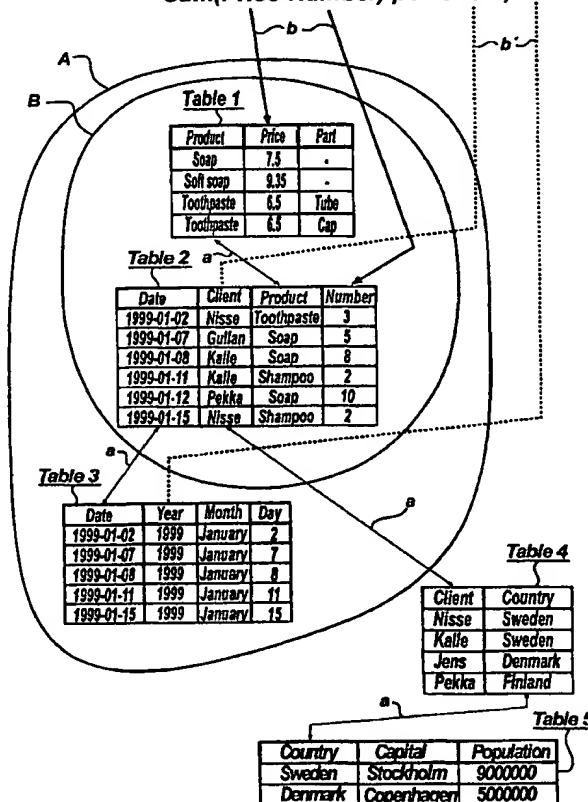 Sum(Price*Number) per
b
b'
A
B
Table 1
Product Price Part
Soap 7.5 -
Soft soap 9.35 -
Toothpaste 6.5 Tube
Toothpaste 6.5 Cap
Table 2
a
Date Client Product Number
1999-01-02 Nisse Toothpaste 3
1999-01-07 Gullan Soap 5
1999-01-08 Kalle Soap 8
1999-01-11 Kalle Shampoo 2
1999-01-12 Pekka Soap 10
1999-01-15 Nisse Shampoo 2
a
a
Table 3
Date Year Month Day
1999-01-02 1999 January 2
1999-01-07 1999 January 7
1999-01-08 1999 January 8
1999-01-11 1999 January 11
1999-01-15 1999 January 15
Table 4
Client Country
Nisse Sweden
Kalle Sweden
Jens Denmark
Pekka Finland
a
Table 5
Country Capital Population
Sweden Stockholm 9000000
Denmark Copenhagen 5000000